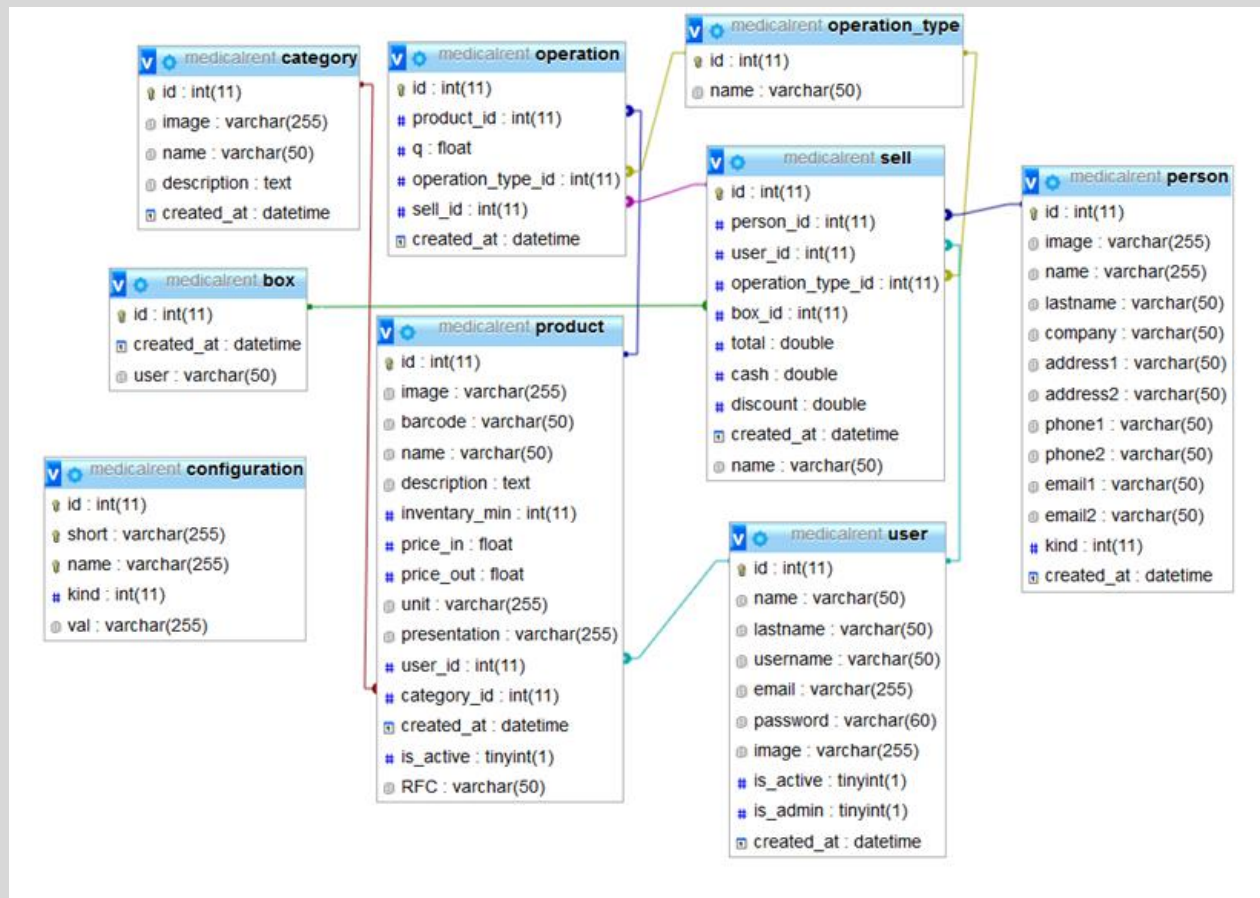 medicalrent category
id : int(11)
image : varchar(255)
name : varchar(50)
description : text
created_at : datetime
medicalrent operation
id : int(11)
product_id : int(11)
q : float
operation_type_id : int(11)
sell_id : int(11)
created_at : datetime
medicalrent operation_type
id : int(11)
name : varchar(50)
medicalrent sell
id : int(11)
person_id : int(11)
user_id : int(11)
operation_type_id : int(11)
box_id : int(11)
total : double
cash : double
discount : double
created_at : datetime
name : varchar(50)
medicalrent person
id : int(11)
image : varchar(255)
name : varchar(255)
lastname : varchar(50)
company : varchar(50)
address1 : varchar(50)
address2 : varchar(50)
phone1 : varchar(50)
phone2 : varchar(50)
email1 : varchar(50)
email2 : varchar(50)
kind : int(11)
created_at : datetime
medicalrent box
id : int(11)
created_at : datetime
user : varchar(50)
medicalrent product
id : int(11)
image : varchar(255)
barcode : varchar(50)
name : varchar(50)
description : text
inventary_min : int(11)
price_in : float
price_out : float
unit : varchar(255)
presentation : varchar(255)
user_id : int(11)
category_id : int(11)
created_at : datetime
is_active : tinyint(1)
RFC : varchar(50)
medicalrent configuration
id : int(11)
short : varchar(255)
name : varchar(255)
kind : int(11)
val : varchar(255)
medicalrent user
id : int(11)
name : varchar(50)
lastname : varchar(50)
username : varchar(50)
email : varchar(255)
password : varchar(60)
image : varchar(255)
is_active : tinyint(1)
is_admin : tinyint(1)
created_at : datetime